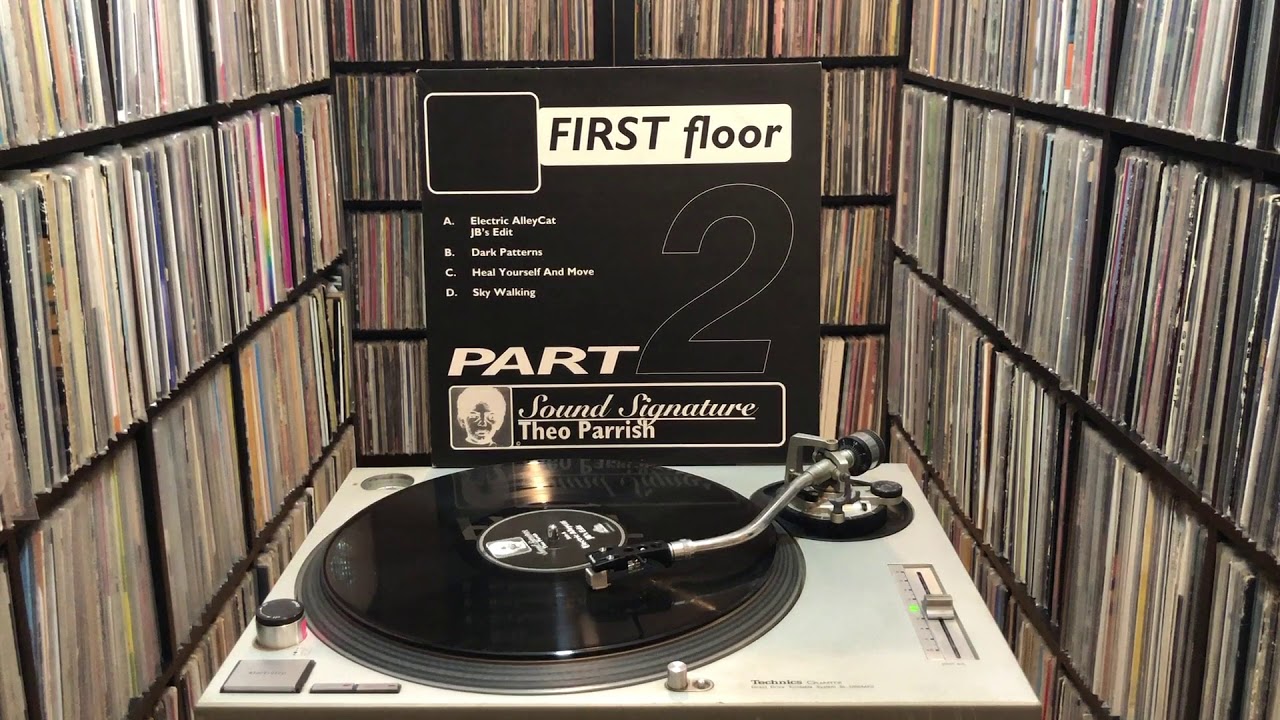 FIRST floor
A. Electric AlleyCat
JB's Edit
B. Dark Patterns
C. Heal Yourself And Move
D. Sky Walking
PART 2
Sound Signature
Theo Parrish
Technics Quartz